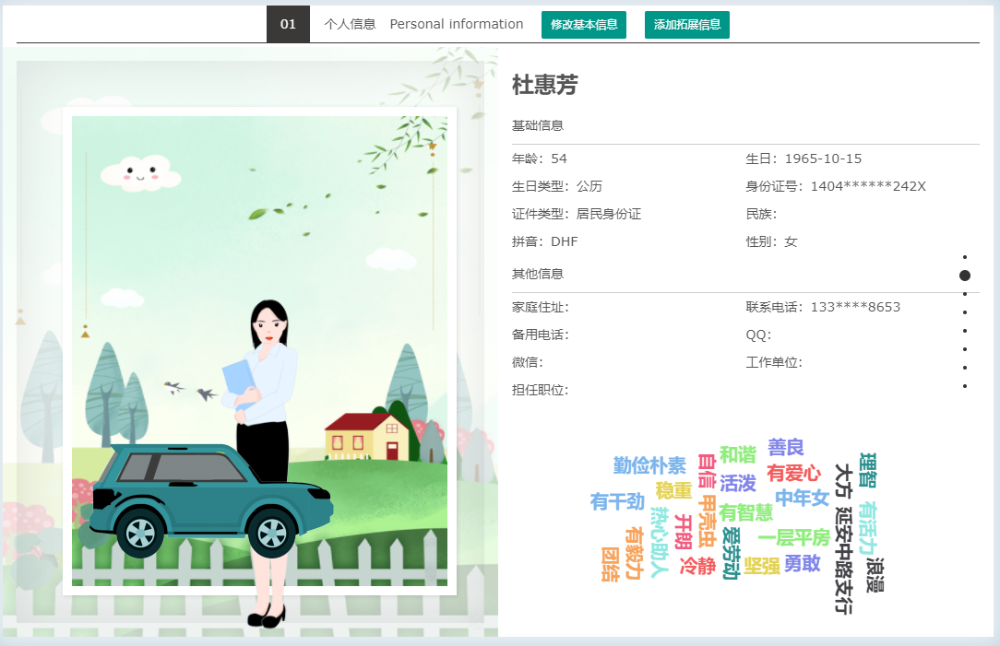 01 个人信息 Personal information 修改基本信息 添加拓展信息
杜惠芳
基础信息
年龄：54 生日：1965-10-15
生日类型：公历 身份证号：1404******242X
证件类型：居民身份证 民族：
拼音：DHF 性别：女
其他信息
家庭住址： 联系电话：133****8653
备用电话： QQ：
微信： 工作单位：
担任职位：
善良
和谐
理智
勤俭朴素
自信
有爱心
大方
活泼
稳重
中年女
有干劲
甲壳虫
有智慧
有活力
热心助人
开朗
延安中路支行
爱劳动
一层平房
有毅力
团结
冷静
坚强
勇敢
浪漫